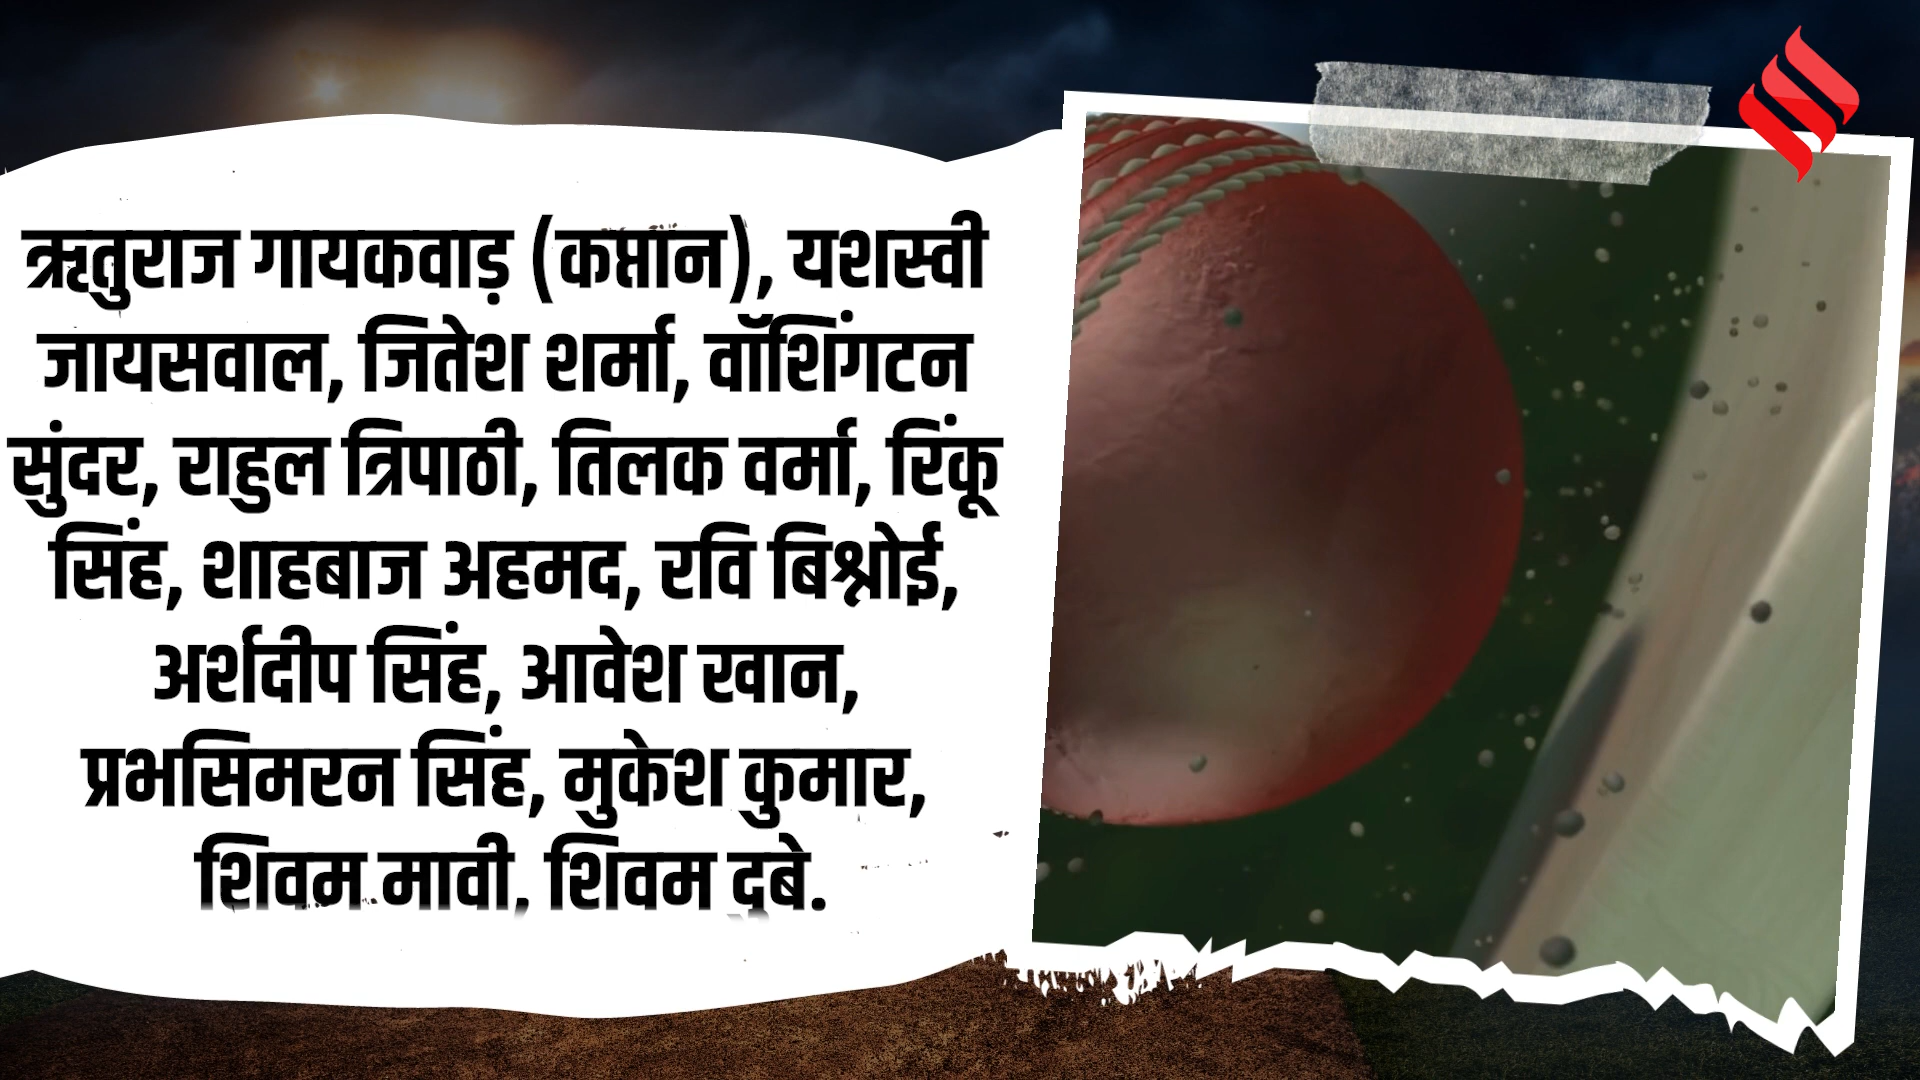 ऋतुराज गायकवाड़ (कप्तान), यशस्वी
जायसवाल, जितेश शर्मा, वॉशिंगटन
सुंदर, राहुल त्रिपाठी, तिलक वर्मा, रिंकू
सिंह, शाहबाज अहमद, रवि बिश्नोई,
अर्शदीप सिंह, आवेश खान,
प्रभसिमरन सिंह, मुकेश कुमार,
शिवम मावी, शिवम दुबे.